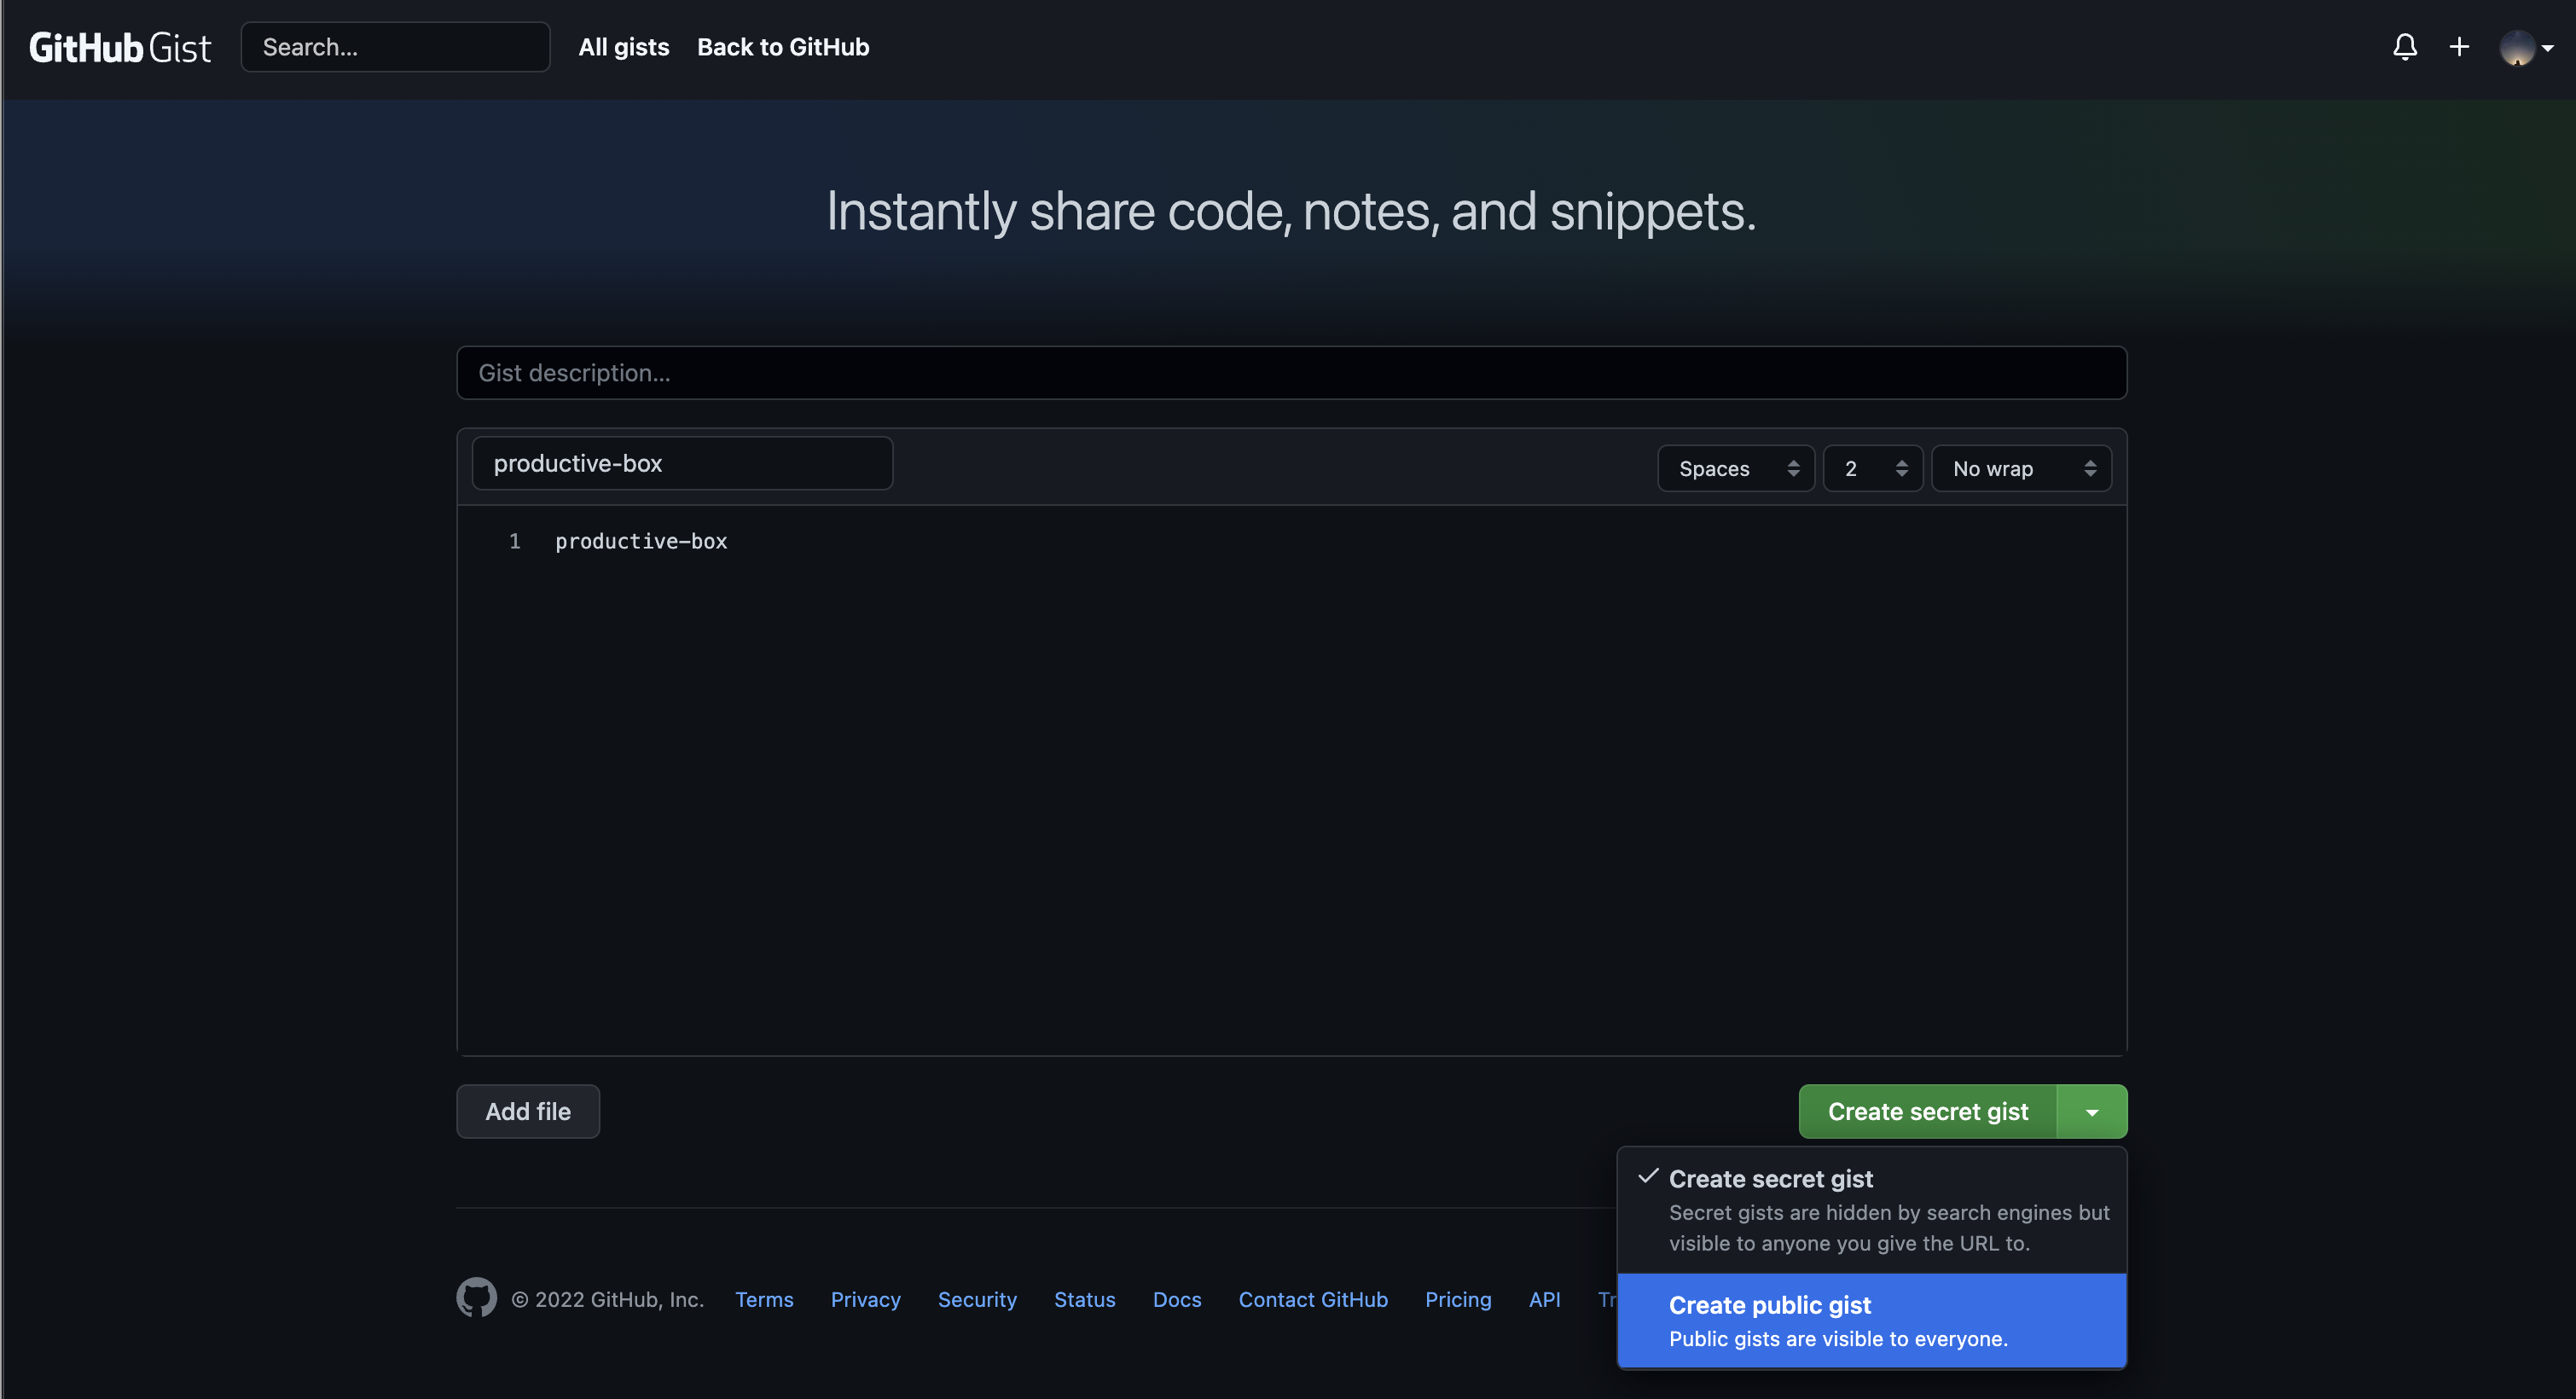 GitHub Gist Search... All gists Back to GitHub
Instantly share code, notes, and snippets.
Gist description...
productive-box Spaces 2 No wrap
1 productive-box
Add file Create secret gist
Create secret gist
Secret gists are hidden by search engines but
visible to anyone you give the URL to.
© 2022 GitHub, Inc. Terms Privacy Security Status Docs Contact GitHub Pricing API
Create public gist
Public gists are visible to everyone.